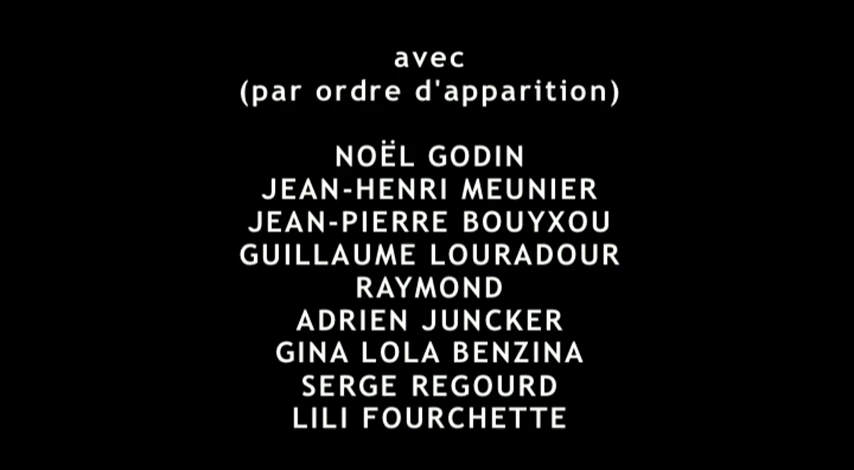 avec
(par ordre d'apparition)
NOËL GODIN
JEAN-HENRI MEUNIER
JEAN-PIERRE BOUYXOU
GUILLAUME LOURADOUR
RAYMOND
ADRIEN JUNCKER
GINA LOLA BENZINA
SERGE REGOURD
LILI FOURCHETTE